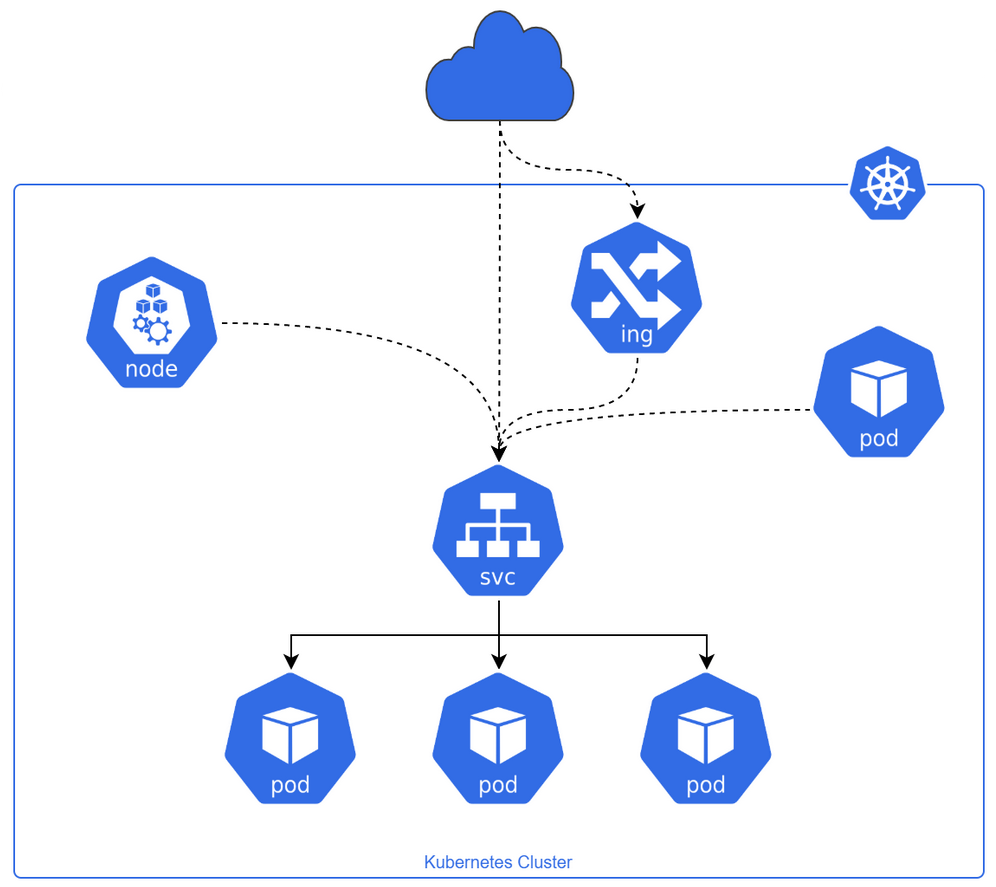 ing
node
pod
svc
pod
pod
pod
Kubernetes Cluster